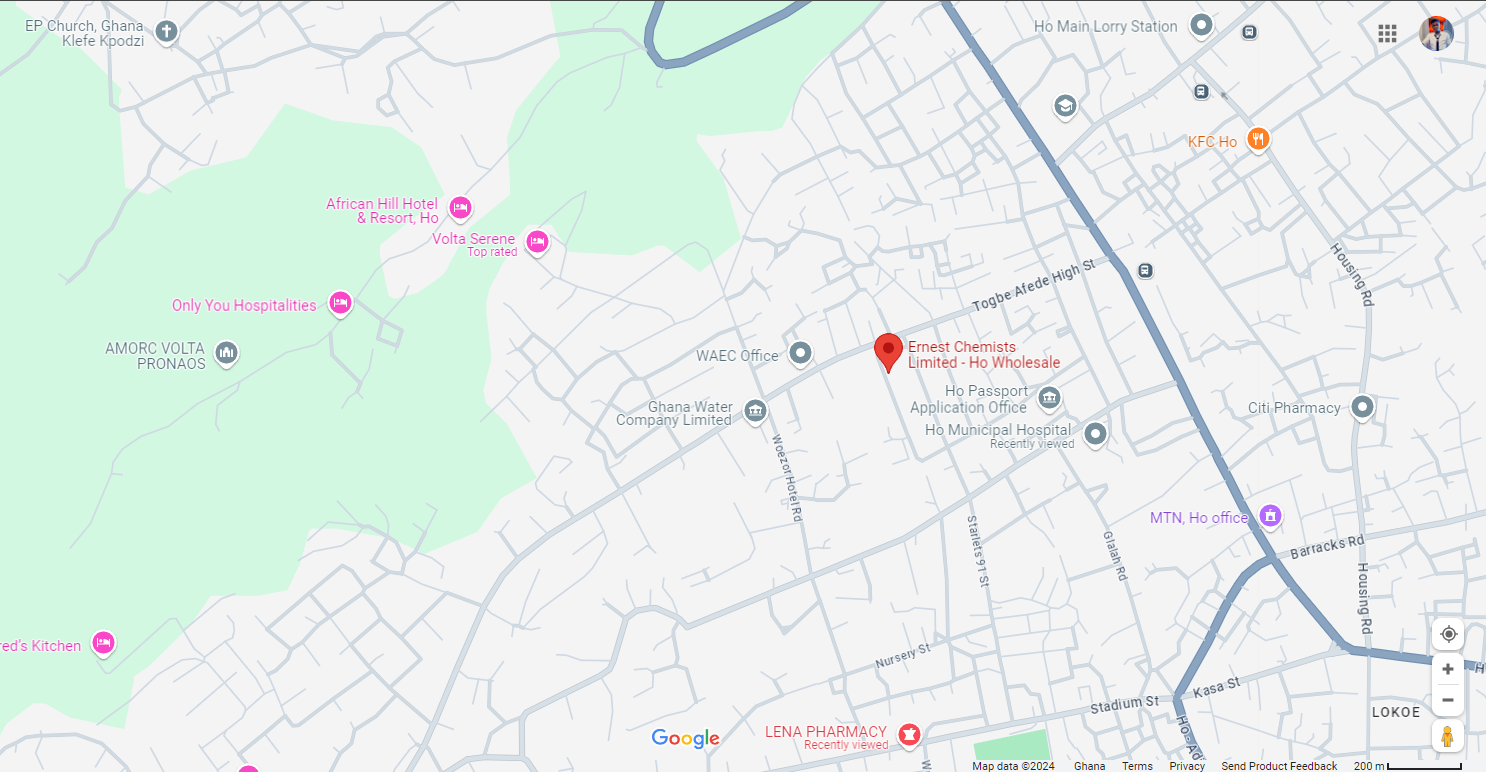 EP Church, Ghana
Klefe Kpodzi
Ho Main Lorry Station
KFC Ho
African Hill Hotel
& Resort, Ho
Volta Serene
Top rated
Housing Rd
Togbe Afede High St
Only You Hospitalities
AMORC VOLTA
PRONAOS
WAEC Office
Ernest Chemists
Limited - Ho Wholesale
Ho Passport
Application Office
Ghana Water
Company Limited
Citi Pharmacy
Ho Municipal Hospital
Recently viewed
Woezor Hotel Rd
MTN, Ho office
Starlets 91 St
Glalah Rd
Barracks Rd
Housing Rd
red's Kitchen
Nursely St
H
Kasa St
Stadium St
LOKOE
Ho - Ad
LENA PHARMACY
Recently viewed
W
Google
Map data ©2024
Ghana
Terms
Privacy
Send Product Feedback
200 m